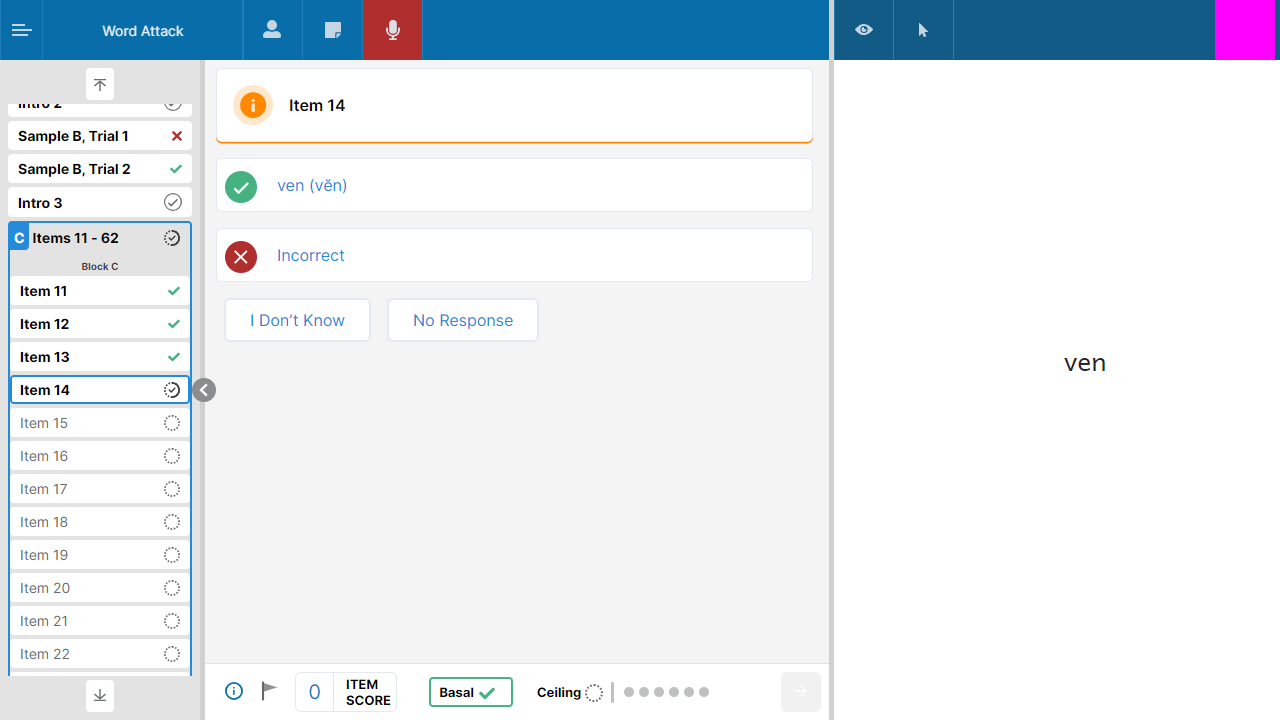 Word Attack
Intro 2
Sample B, Trial 1
Sample B, Trial 2
Intro 3
C Items 11 - 62
Block C
Item 11
Item 12
Item 13
Item 14
Item 15
Item 16
Item 17
Item 18
Item 19
Item 20
Item 21
Item 22
Item 14
ven (vĕn)
Incorrect
I Don’t Know
No Response
0 ITEM SCORE
Basal
Ceiling
ven